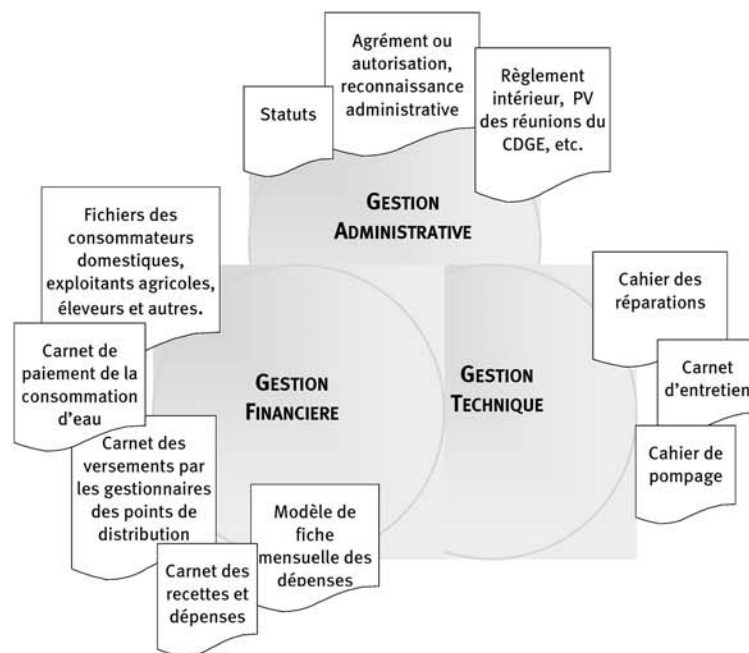 Agrément ou
autorisation,
reconnaissance
administrative
Statuts
Règlement
intérieur, PV
des réunions du
CDGE, etc.
GESTION
ADMINISTRATIVE
Fichiers des
consommateurs
domestiques,
exploitants agricoles,
éleveurs et autres.
Carnet de
paiement de la
consommation
d'eau
Carnet des
versements par
les gestionnaires
des points de
distribution
Carnet des
recettes et
dépenses
Modèle de
fiche
mensuelle des
dépenses
GESTION
FINANCIERE
GESTION
TECHNIQUE
Cahier des
réparations
Carnet
d'entretien
Cahier de
pompage